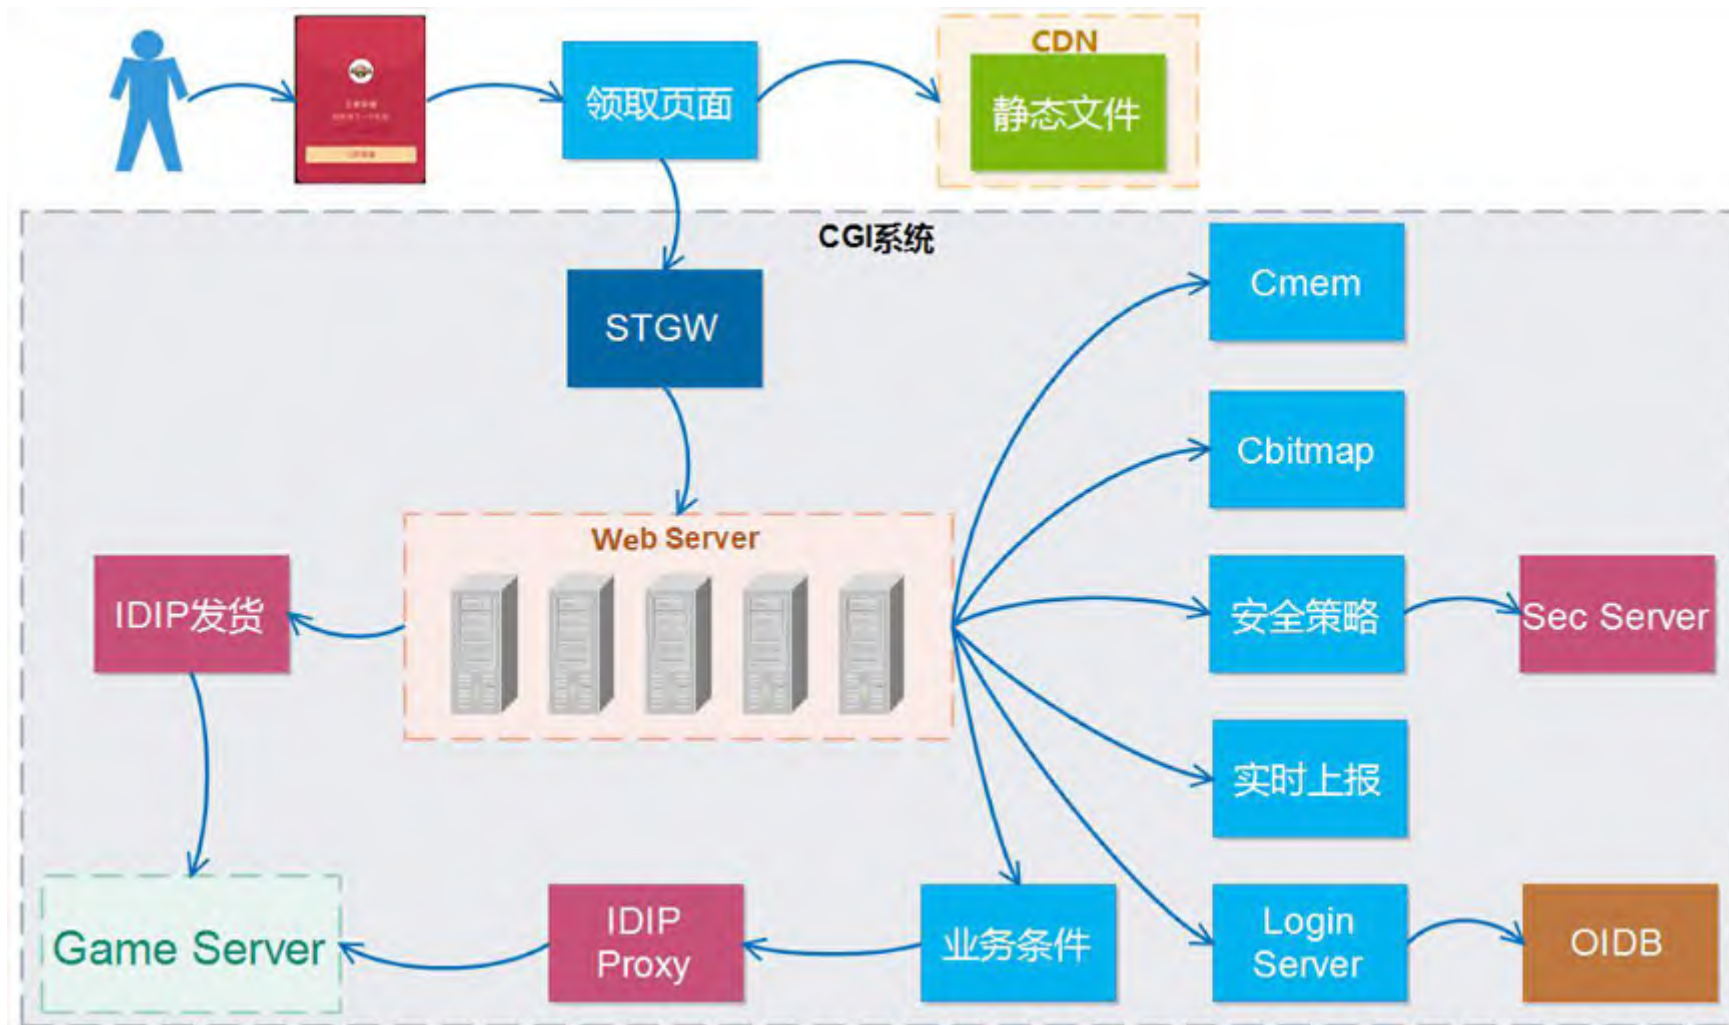 CDN
领取页面
静态文件
CGI系统
STGW
Cmem
Cbitmap
Web Server
IDIP发货
安全策略
Sec Server
实时上报
Game Server
IDIP
Proxy
业务条件
Login
Server
OIDB